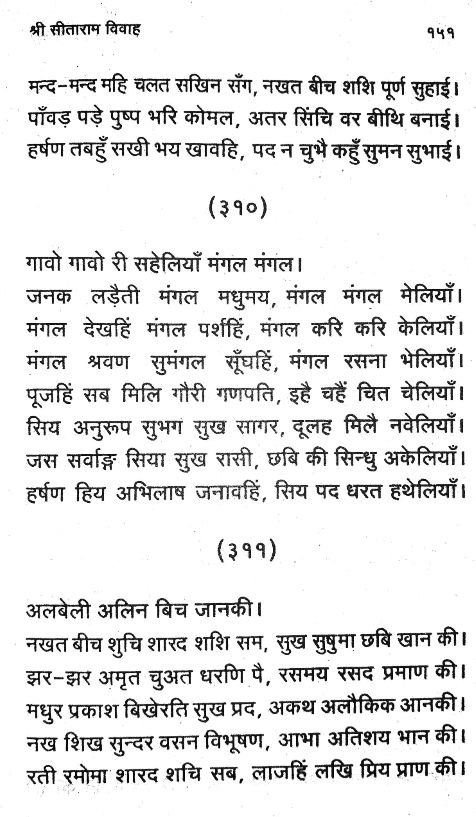 श्री सीताराम विवाह १५१
मन्द-मन्द महि चलत सखिन सँग, नखत बीच शशि पूर्ण सुहाई।
पाँवड़ पड़े पुष्प भरि कोमल, अतर सिंचि वर बीथि बनाई।
हर्षण तबहुँ सखी भय खावहि, पद न चुभै कहुँ सुमन सुभाई।
(३१०)
गावो गावो री सहेलियाँ मंगल मंगल।
जनक लड़ैती मंगल मधुमय, मंगल मंगल मेलियाँ।
मंगल देखहिं मंगल पर्शहिं, मंगल करि करि केलियाँ।
मंगल श्रवण सुमंगल सूँघहिं, मंगल रसना भेलियाँ।
पूजहिं सब मिलि गौरी गणपति, इहै चहैं चित चेलियाँ।
सिय अनुरूप सुभग सुख सागर, दूलह मिलै नवेलियाँ।
जस सर्वाङ्ग सिया सुख रासी, छबि की सिन्धु अकेलियाँ।
हर्षण हिय अभिलाष जनावहिं, सिय पद धरत हथेलियाँ।
(३११)
अलबेली अलिन बिच जानकी।
नखत बीच शुचि शारद शशि सम, सुख सुषुमा छबि खान की।
झर-झर अमृत चुअत धरणि पै, रसमय रसद प्रमाण की।
मधुर प्रकाश बिखेरति सुख प्रद, अकथ अलौकिक आनकी।
नख शिख सुन्दर वसन विभूषण, आभा अतिशय भान की।
रती रमोमा शारद शचि सब, लाजहिं लखि प्रिय प्राण की।